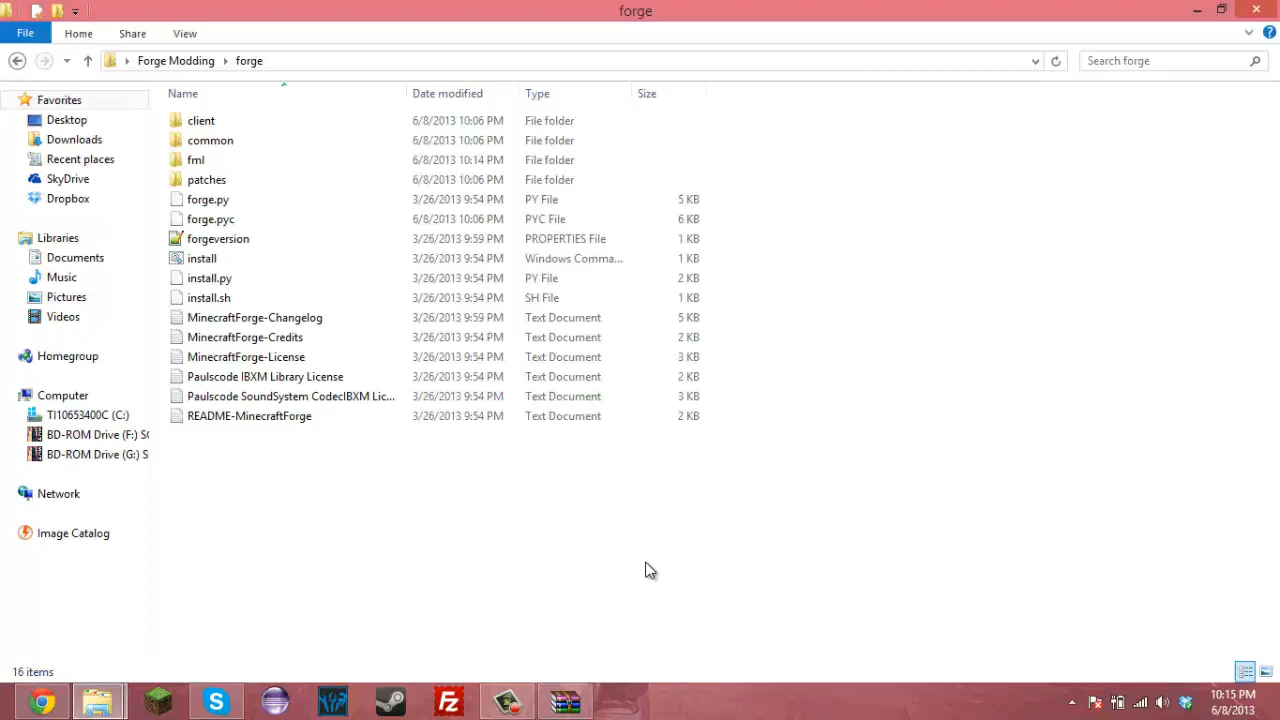 forge
File Home Share View
Forge Modding forge Search forge
Name Date modified Type Size
Favorites
Desktop
Downloads
Recent places
SkyDrive
Dropbox
Libraries
Documents
Music
Pictures
Videos
Homegroup
Computer
TI10653400C (C:)
BD-ROM Drive (F:) SC
BD-ROM Drive (G:) S
Network
Image Catalog
client 6/8/2013 10:06 PM File folder
common 6/8/2013 10:06 PM File folder
fml 6/8/2013 10:14 PM File folder
patches 6/8/2013 10:06 PM File folder
forge.py 3/26/2013 9:54 PM PY File 5 KB
forge.pyc 6/8/2013 10:06 PM PYC File 6 KB
forgeversion 3/26/2013 9:59 PM PROPERTIES File 1 KB
install 3/26/2013 9:54 PM Windows Comma... 1 KB
install.py 3/26/2013 9:54 PM PY File 2 KB
install.sh 3/26/2013 9:54 PM SH File 1 KB
MinecraftForge-Changelog 3/26/2013 9:59 PM Text Document 5 KB
MinecraftForge-Credits 3/26/2013 9:54 PM Text Document 2 KB
MinecraftForge-License 3/26/2013 9:54 PM Text Document 3 KB
Paulscode IBXM Library License 3/26/2013 9:54 PM Text Document 2 KB
Paulscode SoundSystem CodecIBXM Lic... 3/26/2013 9:54 PM Text Document 3 KB
README-MinecraftForge 3/26/2013 9:54 PM Text Document 2 KB
16 items
10:15 PM
6/8/2013